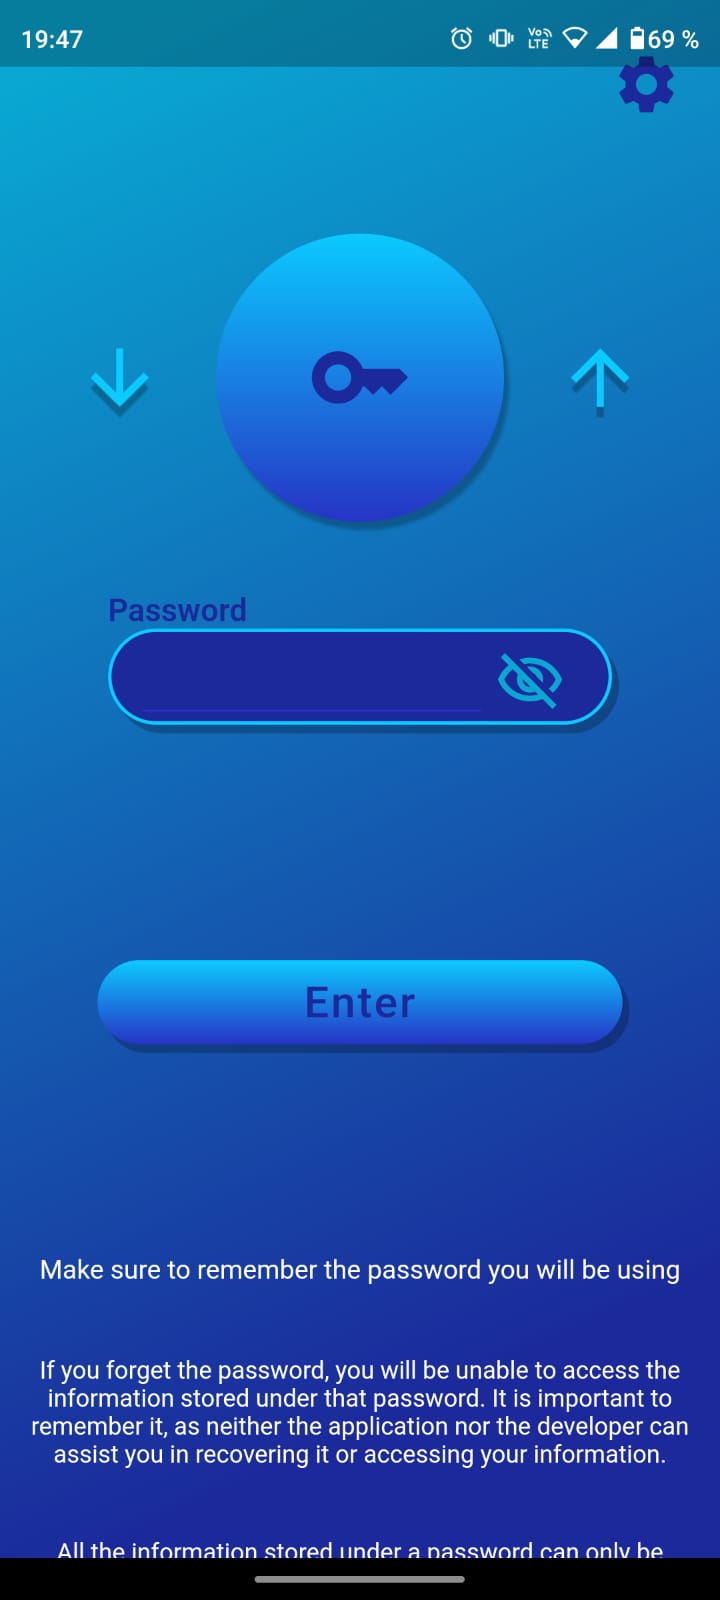 19:47
Vo LTE
69 %
Password
Enter
Make sure to remember the password you will be using
If you forget the password, you will be unable to access the
information stored under that password. It is important to
remember it, as neither the application nor the developer can
assist you in recovering it or accessing your information.
All the information stored under a password can only be